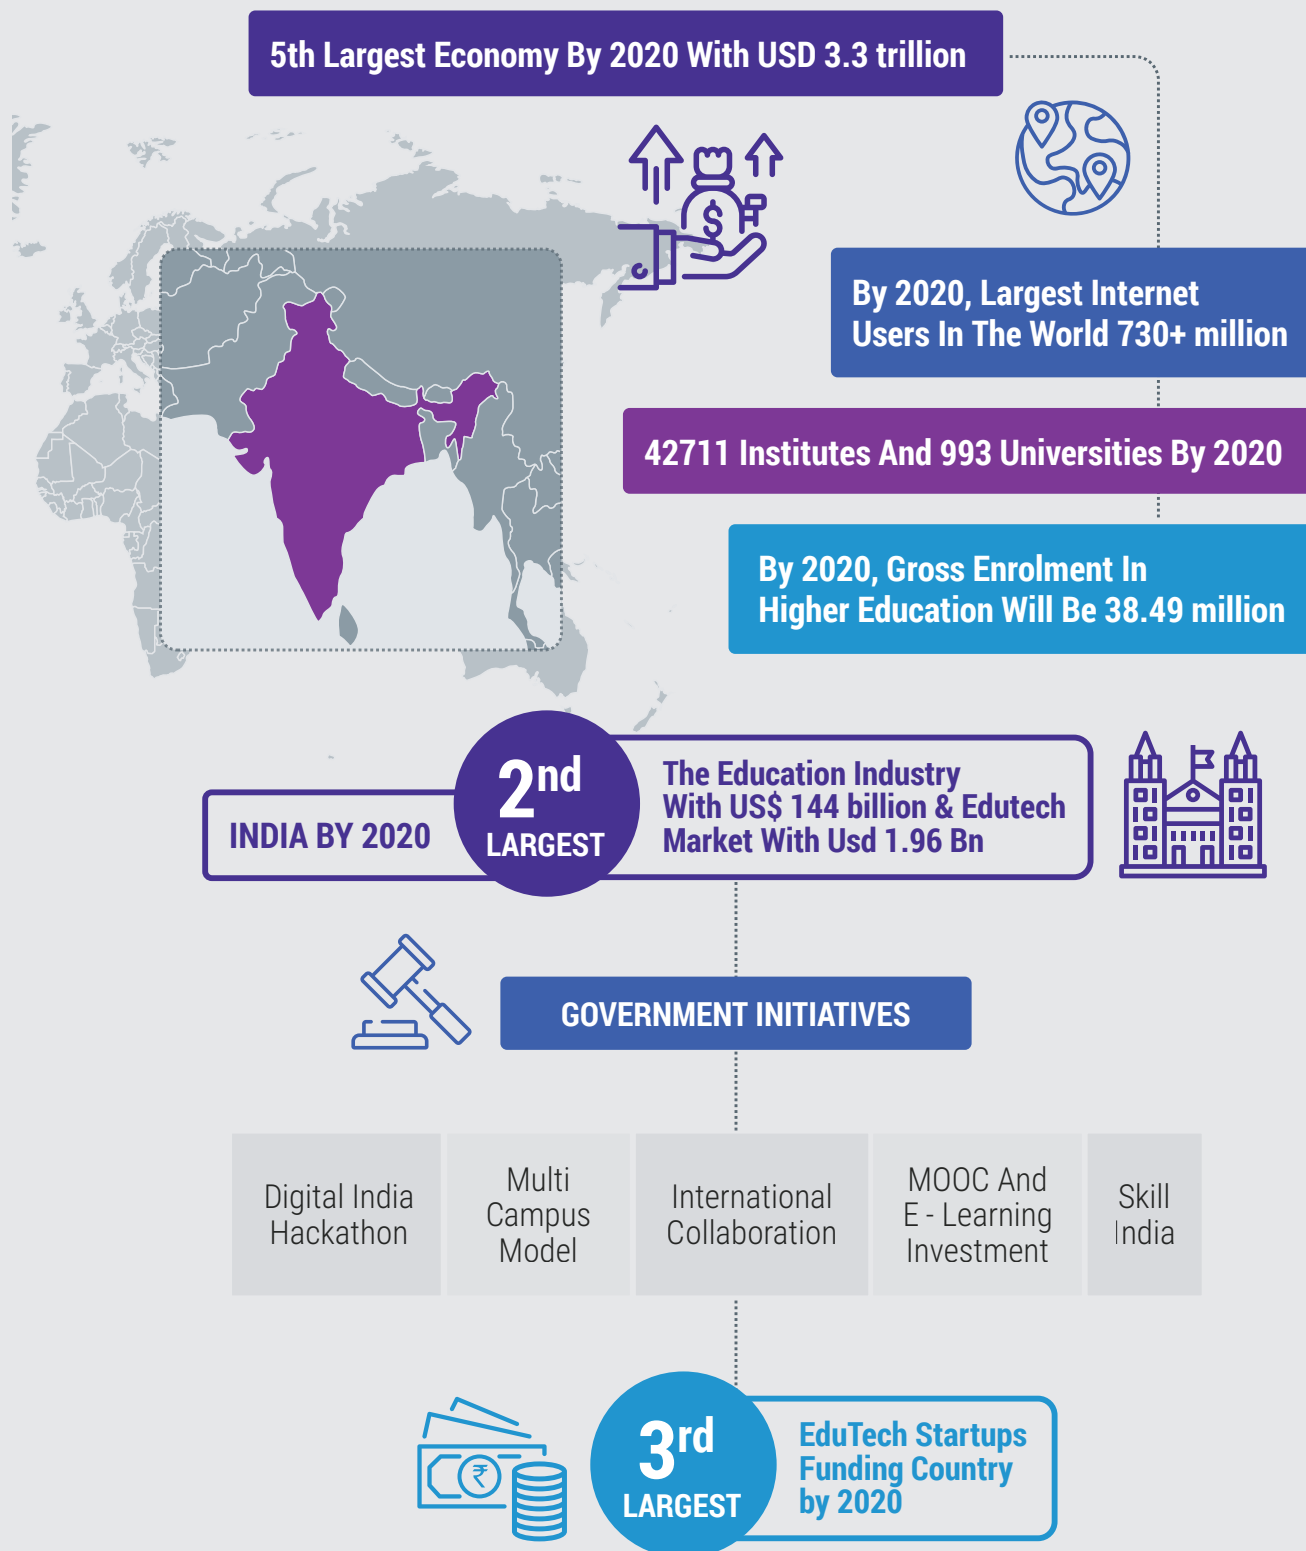 5th Largest Economy By 2020 With USD 3.3 trillion
$
By 2020, Largest Internet
Users In The World 730+ million
42711 Institutes And 993 Universities By 2020
By 2020, Gross Enrolment In
Higher Education Will Be 38.49 million
INDIA BY 2020
2nd
LARGEST
The Education Industry
With US$ 144 billion & Edutech
Market With Usd 1.96 Bn
GOVERNMENT INITIATIVES
Digital India
Hackathon
Multi
Campus
Model
International
Collaboration
MOOC And
E - Learning
Investment
Skill
India
₹
3rd
LARGEST
EduTech Startups
Funding Country
by 2020